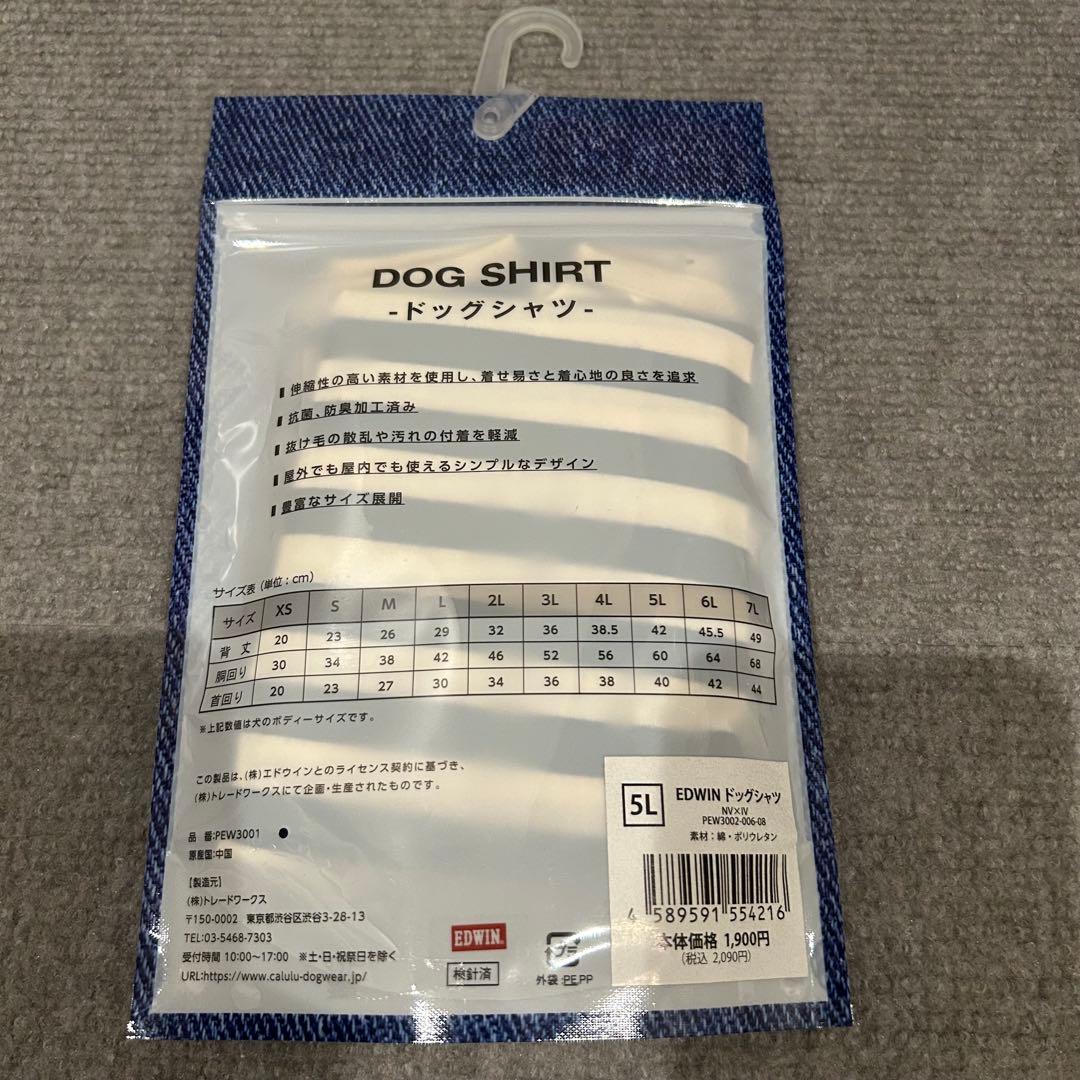 DOG SHIRT
-ドッグシャツ-
伸縮性の高い素材を使用し、着せ易さと着心地の良さを追求
抗菌、防臭加工済み
抜け毛の散乱や汚れの付着を軽減
屋外でも屋内でも使えるシンプルなデザイン
豊富なサイズ展開
サイズ表(単位:cm)
サイズ XS S M L 2L 3L 4L 5L 6L 7L
背丈 20 23 26 29 32 36 38.5 42 45.5 49
胴回り 30 34 38 42 46 52 56 60 64 68
首回り 20 23 27 30 34 36 38 40 42 44
※上記数値は犬のボディーサイズです。
この製品は、(株)エドウインとのライセンス契約に基づき、
(株)トレードワークスにて企画・生産されたものです。
品番:PEW3001 ●
原産国:中国
【製造元】
(株)トレードワークス
〒150-0002 東京都渋谷区渋谷3-28-13
TEL:03-5468-7303
受付時間 10:00~17:00 ※土・日・祝祭日を除く
URL:https://www.calulu-dogwear.jp/
EDWIN
検針済
プラ
外袋:PE,PP
5L
EDWIN ドッグシャツ
NV×IV
PEW3002-006-08
素材:綿・ポリウレタン
4 589591 554216
本体価格 1,900円
(税込 2,090円)